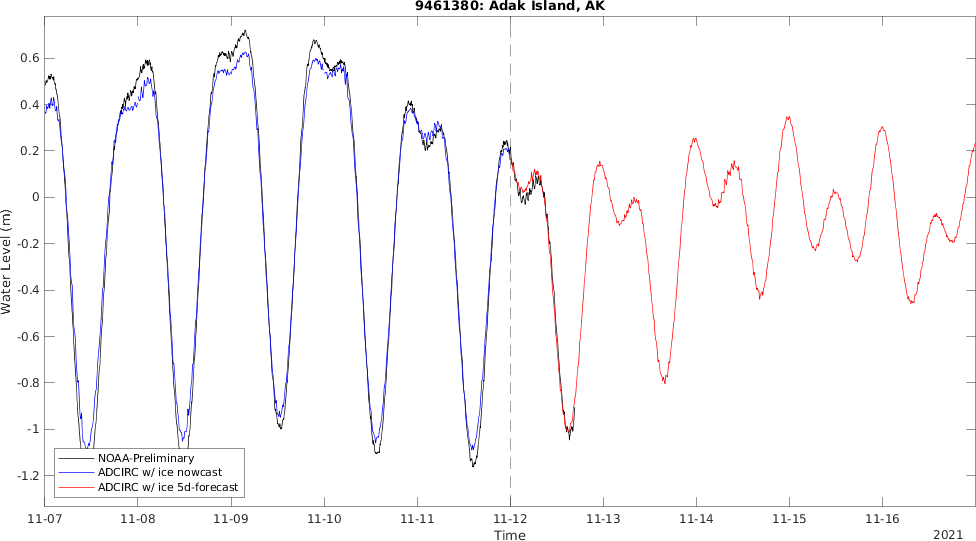 9461380: Adak Island, AK
Water Level (m)
0.6
0.4
0.2
0
-0.2
-0.4
-0.6
-0.8
-1
-1.2
NOAA-Preliminary
ADCIRC w/ ice nowcast
ADCIRC w/ ice 5d-forecast
11-07 11-08 11-09 11-10 11-11 11-12 11-13 11-14 11-15 11-16
Time
2021